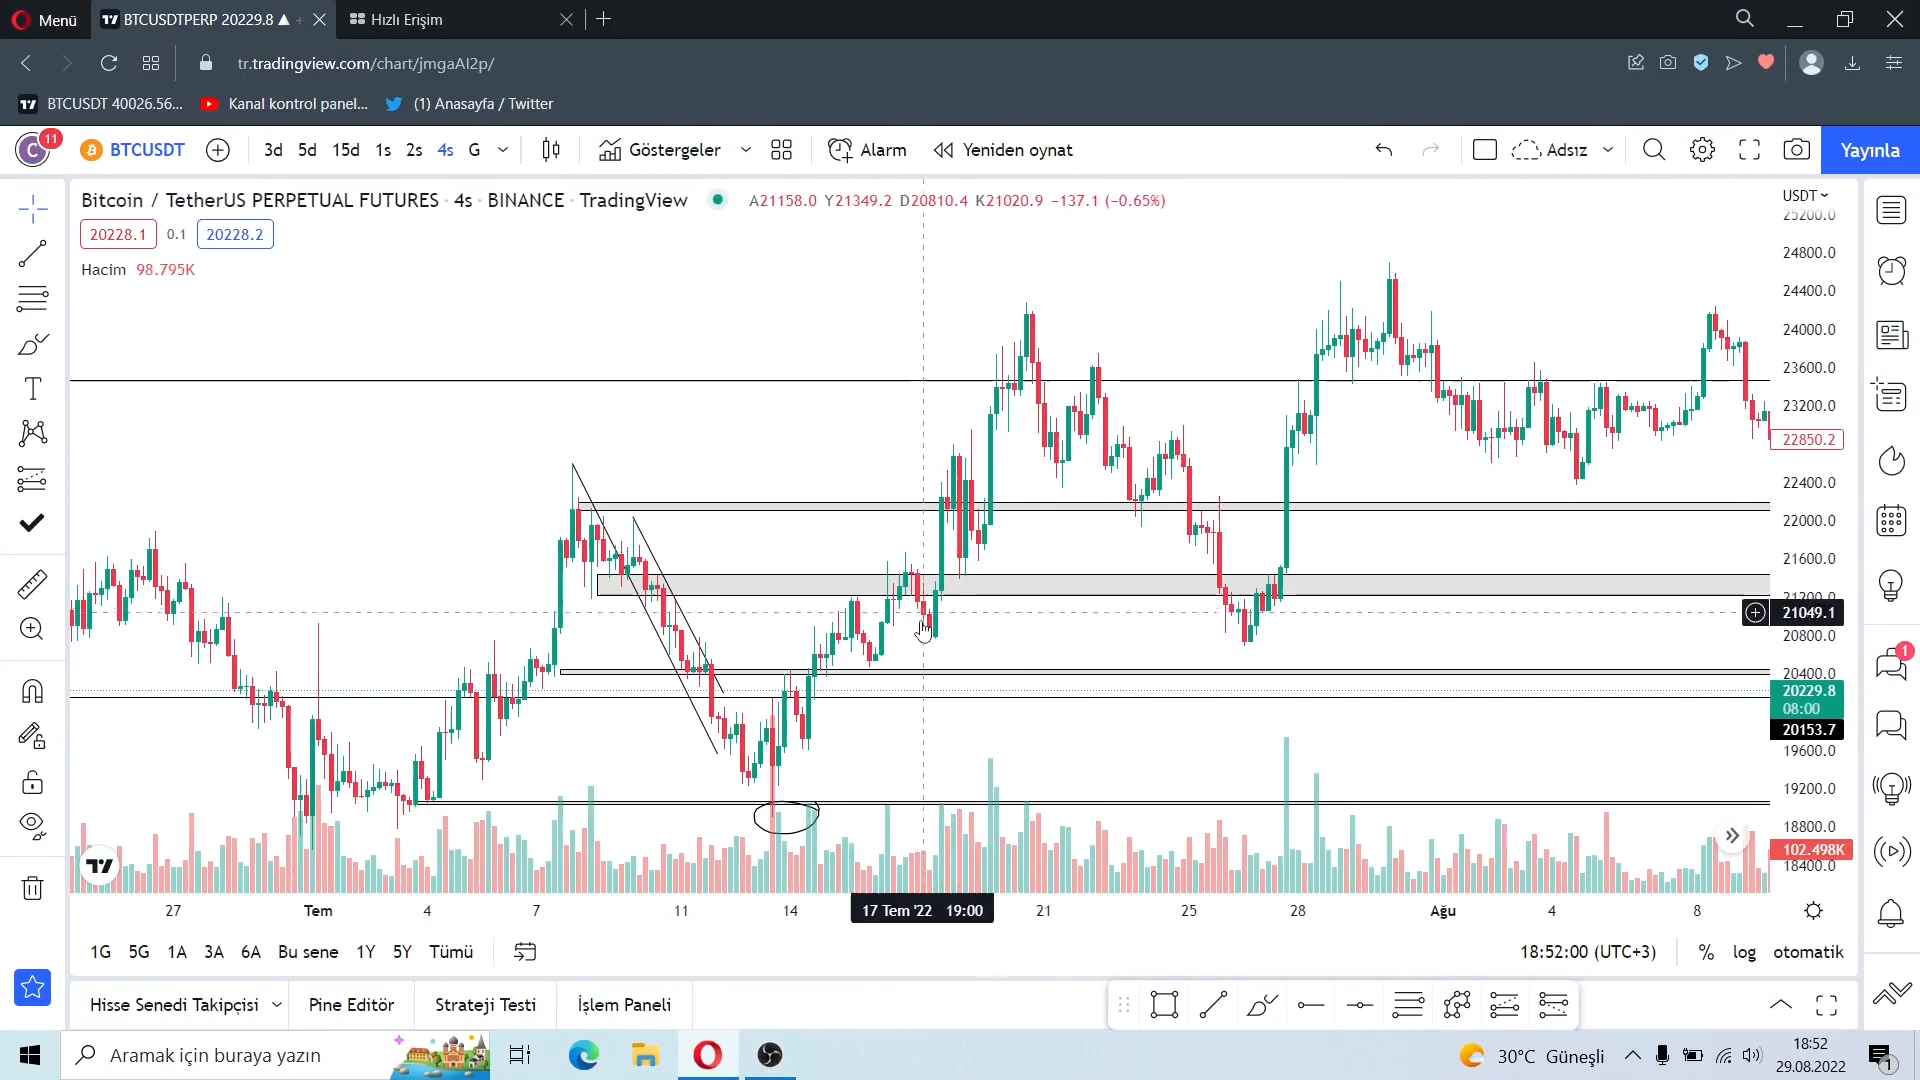 Menü
BTCUSDTPERP 20229.8 ▲
Hızlı Erişim
tr.tradingview.com/chart/jmgaAI2p/
BTCUSDT 40026.56...
Kanal kontrol panel...
(1) Anasayfa / Twitter
C 11
BTCUSDT
3d 5d 15d 1s 2s 4s G
Göstergeler
Alarm
Yeniden oynat
Adsız
Yayınla
Bitcoin / TetherUS PERPETUAL FUTURES · 4s · BINANCE · TradingView
A21158.0 Y21349.2 D20810.4 K21020.9 −137.1 (−0.65%)
USDT
20228.1 0.1 20228.2
Hacim 98.795K
25200.0
24800.0
24400.0
24000.0
23600.0
23200.0
22850.2
22400.0
22000.0
21600.0
21200.0
21049.1
20800.0
20400.0
20229.8
08:00
20153.7
19600.0
19200.0
18800.0
102.498K
18400.0
1
27 Tem 4 7 11 14 17 Tem '22 19:00 21 25 28 Ağu 4 8
1G 5G 1A 3A 6A Bu sene 1Y 5Y Tümü
18:52:00 (UTC+3) % log otomatik
Hisse Senedi Takipçisi
Pine Editör
Strateji Testi
İşlem Paneli
Aramak için buraya yazın
30°C Güneşli
18:52
29.08.2022
1